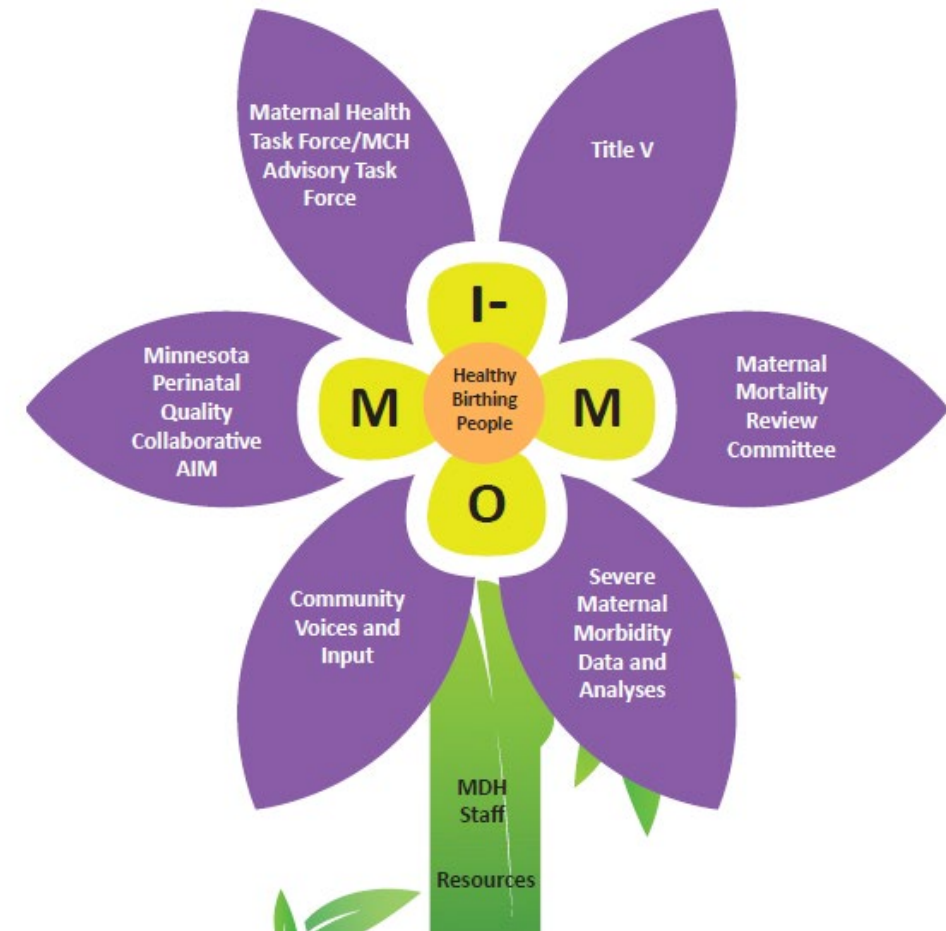 Maternal Health
Task Force/MCH
Advisory Task
Force
Title V
I-
Minnesota
Perinatal
Quality
Collaborative
AIM
M
Healthy
Birthing
People
M
Maternal
Mortality
Review
Committee
O
Community
Voices and
Input
Severe
Maternal
Morbidity
Data and
Analyses
MDH
Staff
Resources